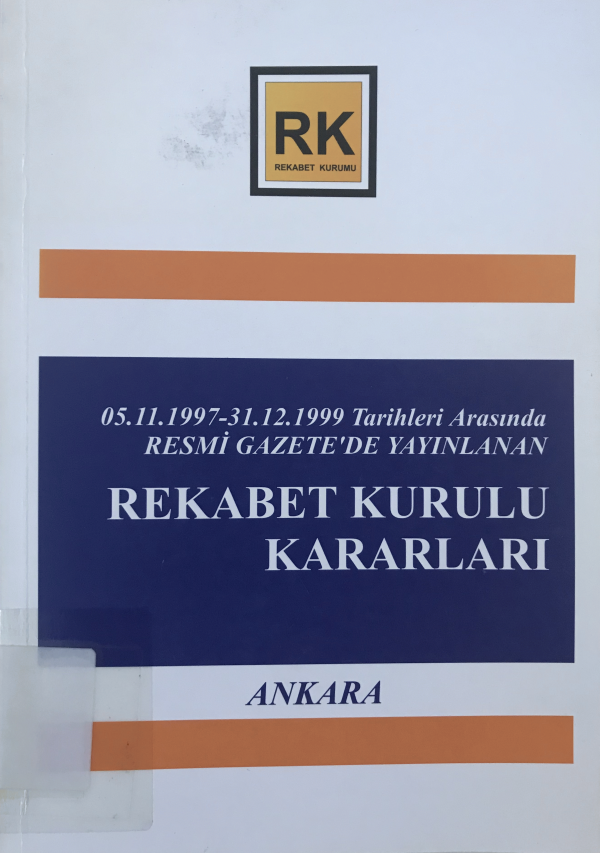 RK
REKABET KURUMU
05.11.1997-31.12.1999 Tarihleri Arasında
RESMİ GAZETE'DE YAYINLANAN
REKABET KURULU
KARARLARI
ANKARA